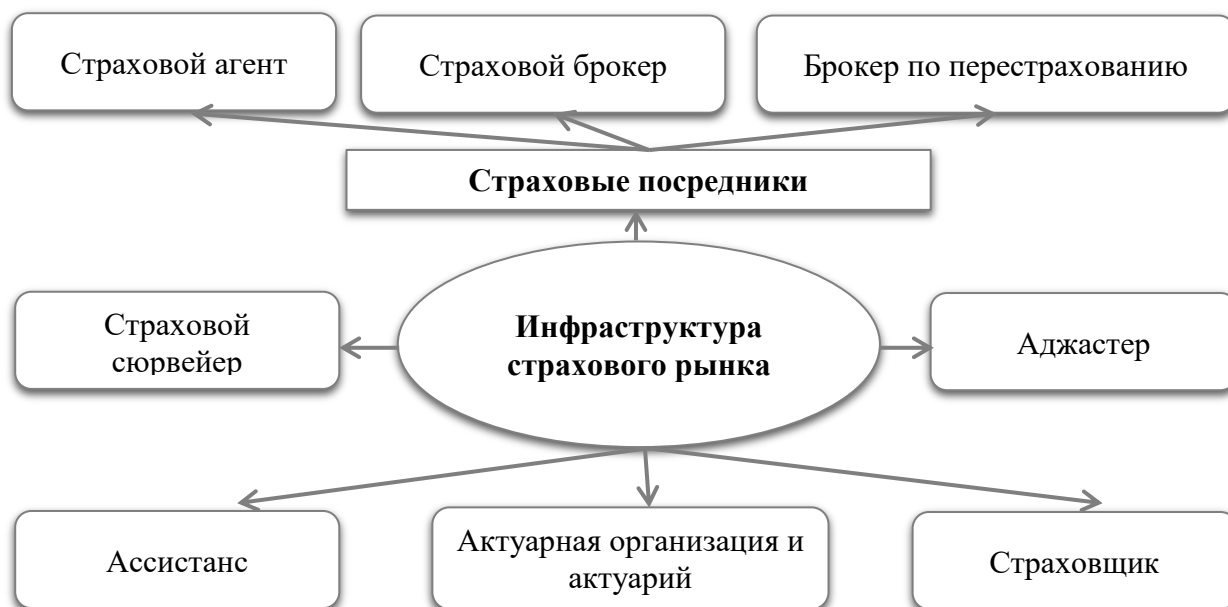 Страховой агент
Страховой брокер
Брокер по перестрахованию
Страховые посредники
Страховой
сюрвейер
Инфраструктура
страхового рынка
Аджастер
Ассистанс
Актуарная организация и
актуарий
Страховщик